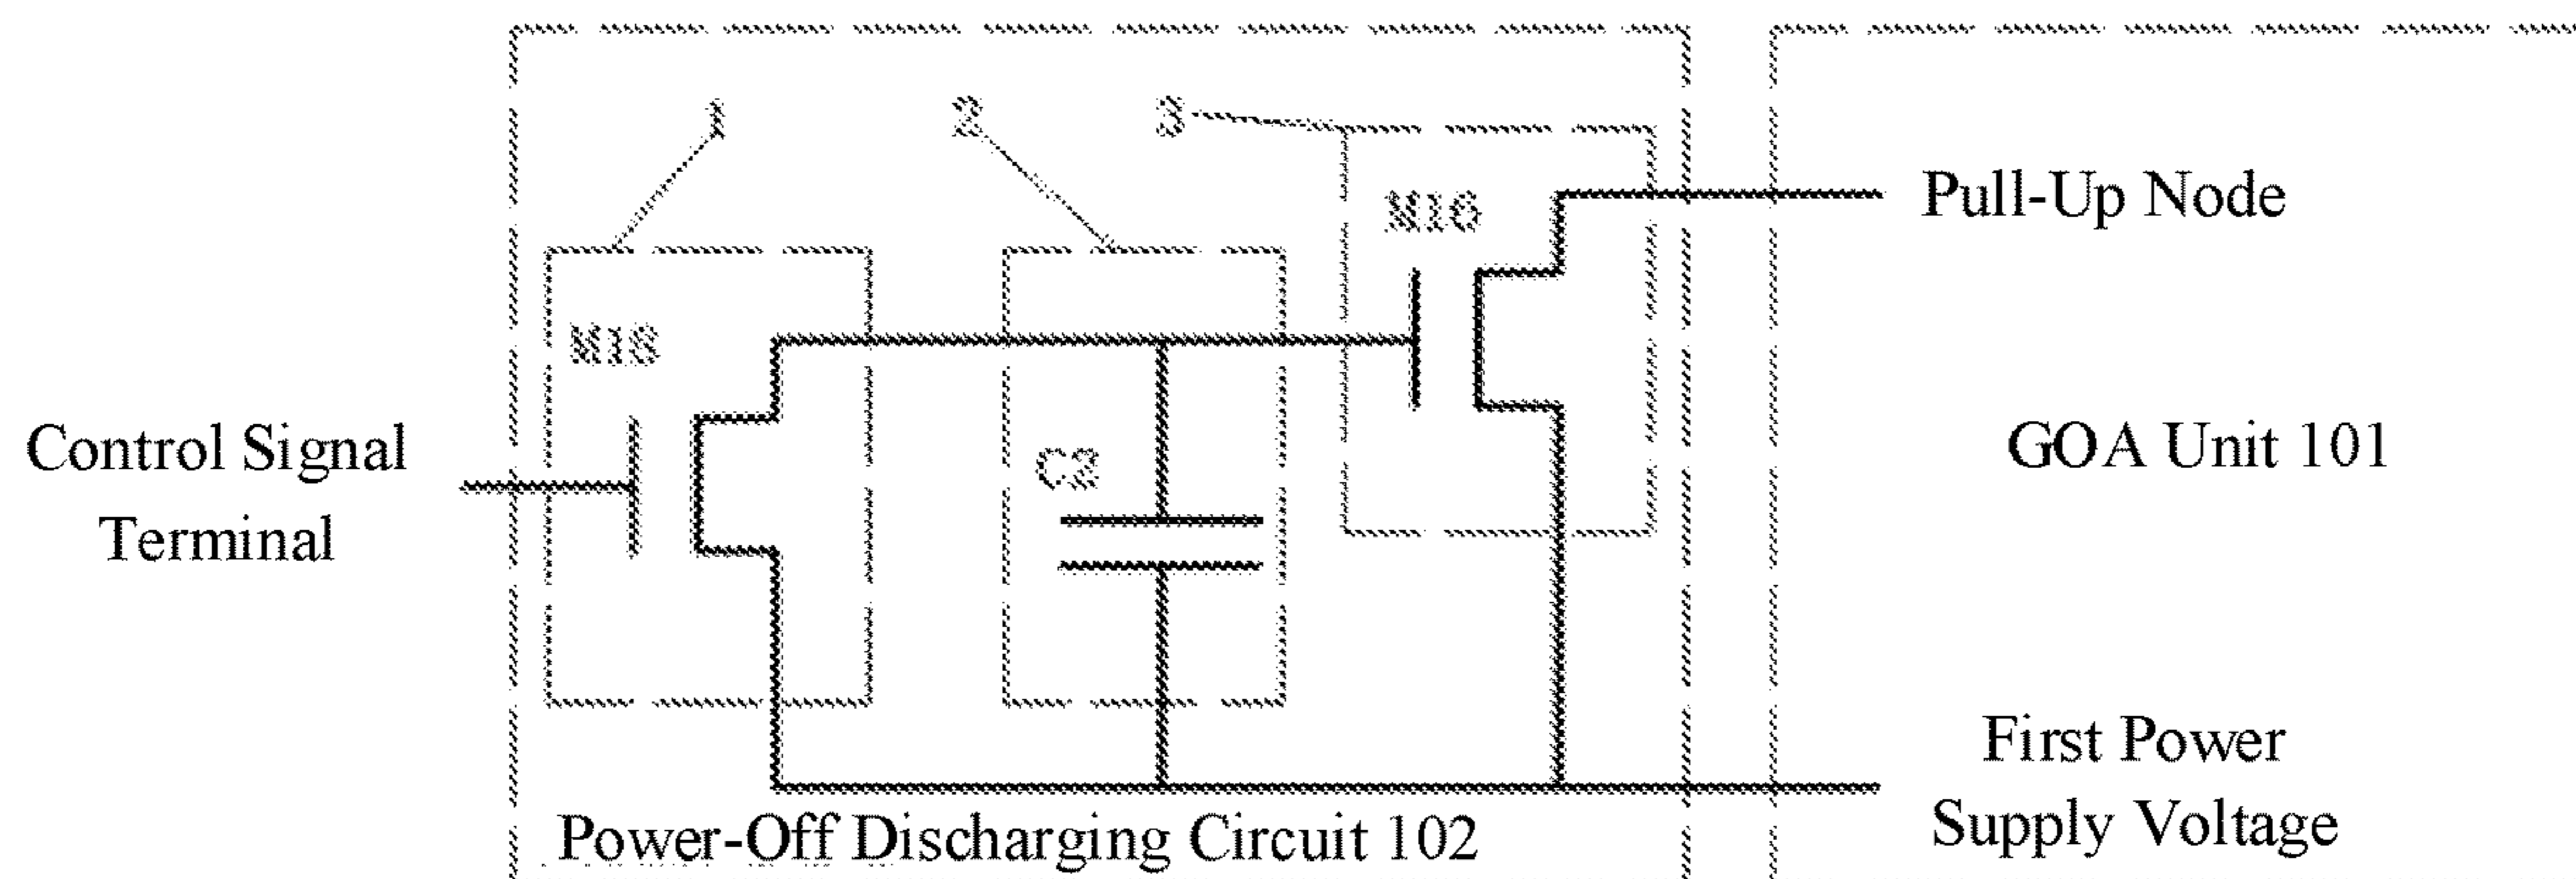 1
2
3
M16
Pull-Up Node
M18
Control Signal
Terminal
C2
GOA Unit 101
First Power
Supply Voltage
Power-Off Discharging Circuit 102